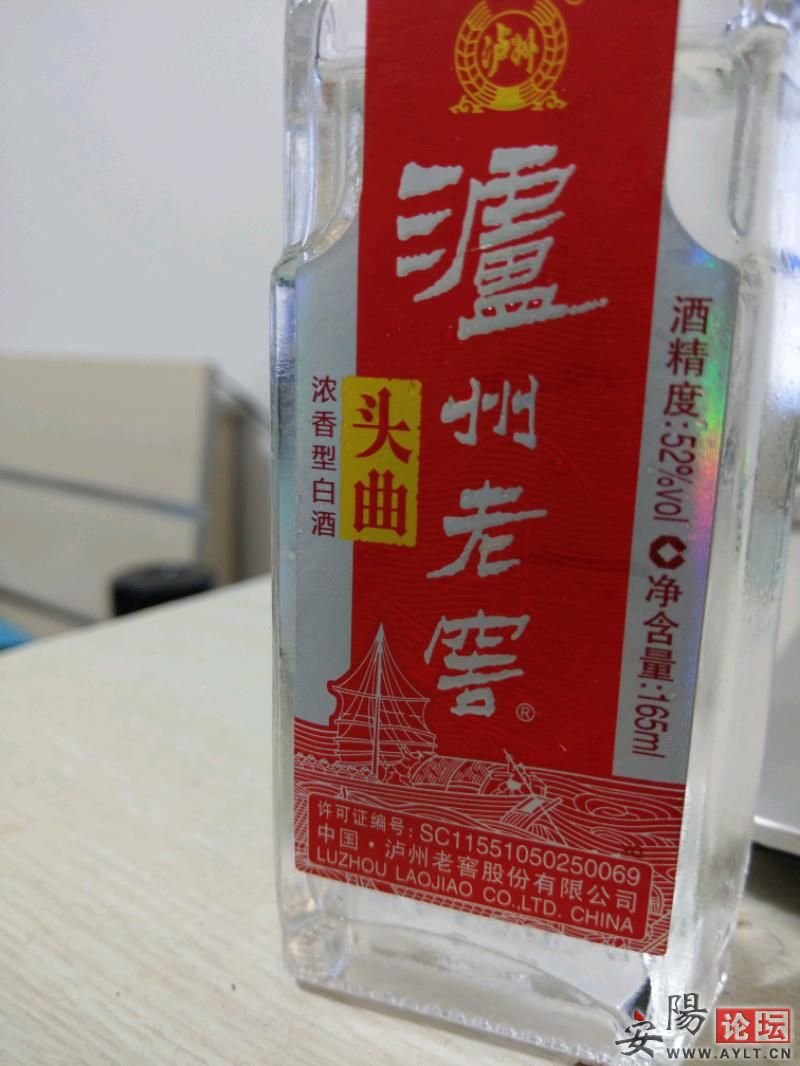 泸州
瀘州老窖®
头曲
浓香型白酒
酒精度:52%vol 净含量:165ml
许可证编号: SC11551050250069
中国·泸州老窖股份有限公司
LUZHOU LAOJIAO CO.,LTD. CHINA
安陽论坛
WWW.AYLT.CN